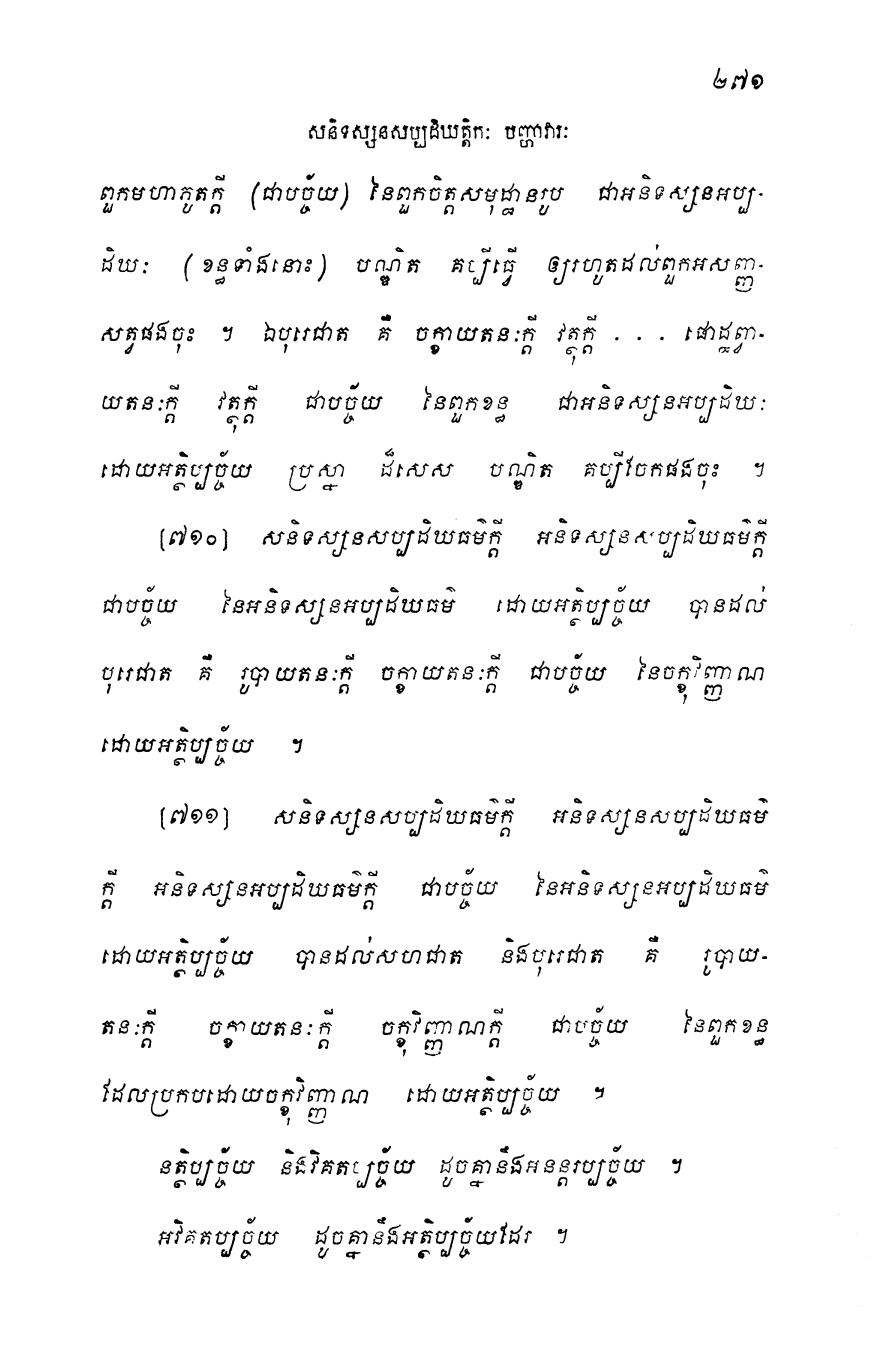 ២៧១
សនិទស្សនសប្បដិឃត្តិកៈ បញ្ហាវារៈ
ពួកមហាភូតក្តី (ជាបច្ច័យ) នៃពួកចិត្តសមុដ្ឋានរូប ជាអនិទស្សនអប្ប-
ដិឃៈ (ខន្ធទាំងនោះ) បណ្ឌិត គប្បីធ្វើ ឲ្យរហូតដល់ពួកអសញ្ញ-
សត្វផងចុះ ។ ឯបុរេជាត គឺ ចក្ខាយតនៈក្តី វត្ថុក្តី . . . ផោដ្ឋព្វា-
យតនៈក្តី វត្ថុក្តី ជាបច្ច័យ នៃពួកខន្ធ ជាអនិទស្សនអប្បដិឃៈ
ដោយអត្ថិប្បច្ច័យ ប្រស្នា ដ៏សេស បណ្ឌិត គប្បីចែកផងចុះ ។
[៧១០] សនិទស្សនសប្បដិឃធម៌ក្តី អនិទស្សនសប្បដិឃធម៌ក្តី
ជាបច្ច័យ នៃអនិទស្សនអប្បដិឃធម៌ ដោយអត្ថិប្បច្ច័យ បានដល់
បុរេជាត គឺ រូបាយតនៈក្តី ចក្ខាយតនៈក្តី ជាបច្ច័យ នៃចក្ខុវិញ្ញាណ
ដោយអត្ថិប្បច្ច័យ ។
[៧១១] សនិទស្សនសប្បដិឃធម៌ក្តី អនិទស្សនសប្បដិឃធម៌
ក្តី អនិទស្សនអប្បដិឃធម៌ក្តី ជាបច្ច័យ នៃអនិទស្សនអប្បដិឃធម៌
ដោយអត្ថិប្បច្ច័យ បានដល់សហជាត និងបុរេជាត គឺ រូបាយ-
តនៈក្តី ចក្ខាយតនៈក្តី ចក្ខុវិញ្ញាណក្តី ជាបច្ច័យ នៃពួកខន្ធ
ដែលប្រកបដោយចក្ខុវិញ្ញាណ ដោយអត្ថិប្បច្ច័យ ។
នត្ថិប្បច្ច័យ និងវិគតប្បច្ច័យ ដូចគ្នានឹងអនន្តរប្បច្ច័យ ។
អវិគតប្បច្ច័យ ដូចគ្នានឹងអត្ថិប្បច្ច័យដែរ ។